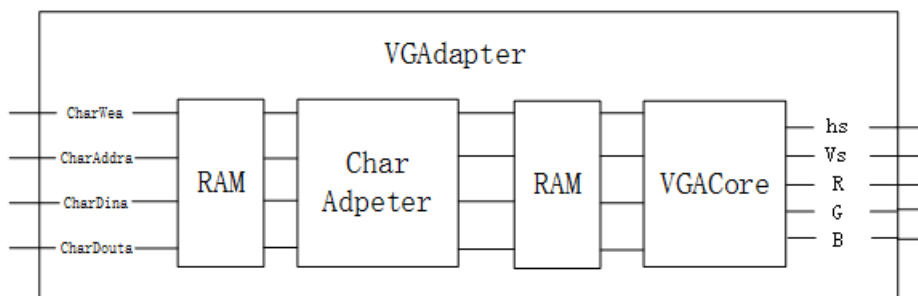 VGAdapter
CharWea
CharAddra
CharDina
CharDouta
RAM
Char
Adpeter
RAM
VGACore
hs
Vs
R
G
B